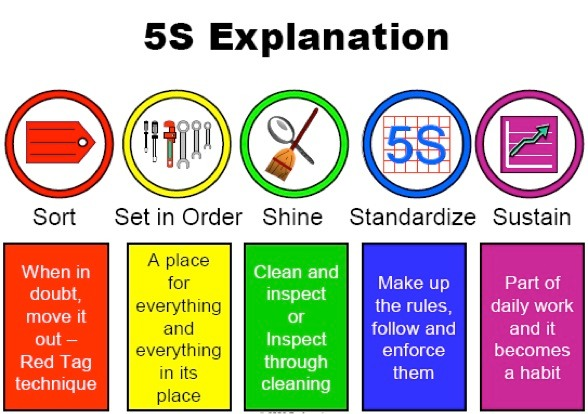 5S Explanation
5S
Sort
Set in Order
Shine
Standardize
Sustain
When in
doubt,
move it
out –
Red Tag
technique
A place
for
everything
and
everything
in its
place
Clean and
inspect
or
Inspect
through
cleaning
Make up
the rules,
follow and
enforce
them
Part of
daily work
and it
becomes
a habit